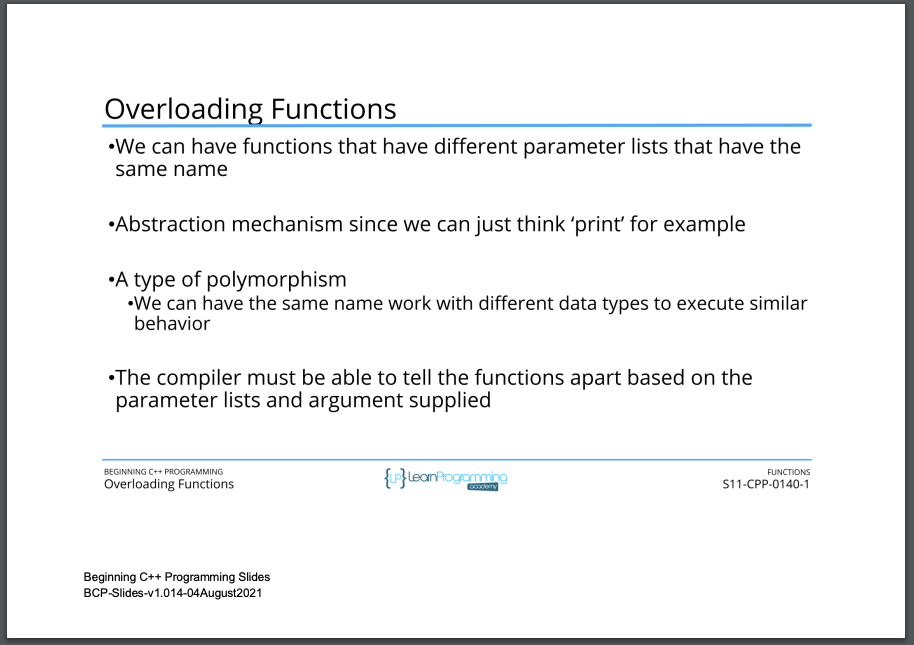 Overloading Functions
•We can have functions that have different parameter lists that have the
same name
•Abstraction mechanism since we can just think ‘print’ for example
•A type of polymorphism
•We can have the same name work with different data types to execute similar
behavior
•The compiler must be able to tell the functions apart based on the
parameter lists and argument supplied
BEGINNING C++ PROGRAMMING
Overloading Functions
{LP} LearnProgramming
academy
FUNCTIONS
S11-CPP-0140-1
Beginning C++ Programming Slides
BCP-Slides-v1.014-04August2021